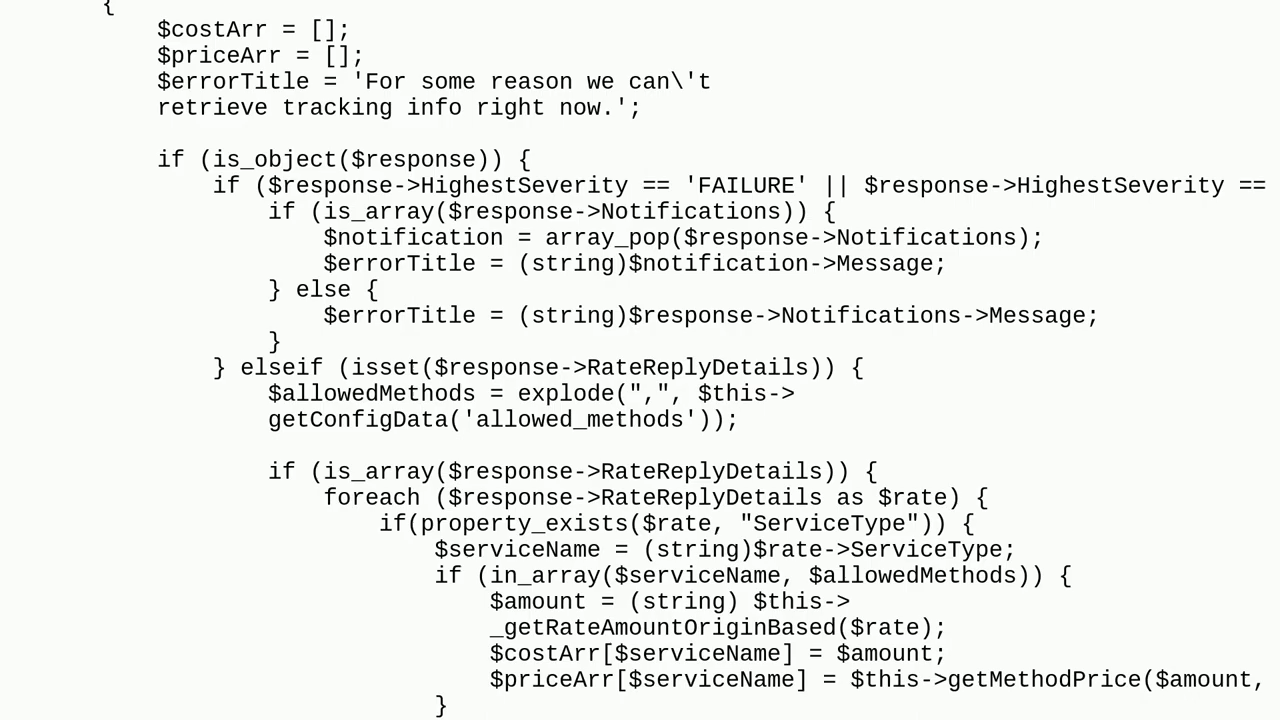 {
$costArr = [];
$priceArr = [];
$errorTitle = 'For some reason we can\'t
retrieve tracking info right now.';
if (is_object($response)) {
if ($response->HighestSeverity == 'FAILURE' || $response->HighestSeverity ==
if (is_array($response->Notifications)) {
$notification = array_pop($response->Notifications);
$errorTitle = (string)$notification->Message;
} else {
$errorTitle = (string)$response->Notifications->Message;
}
} elseif (isset($response->RateReplyDetails)) {
$allowedMethods = explode(",", $this->
getConfigData('allowed_methods'));
if (is_array($response->RateReplyDetails)) {
foreach ($response->RateReplyDetails as $rate) {
if(property_exists($rate, "ServiceType")) {
$serviceName = (string)$rate->ServiceType;
if (in_array($serviceName, $allowedMethods)) {
$amount = (string) $this->
_getRateAmountOriginBased($rate);
$costArr[$serviceName] = $amount;
$priceArr[$serviceName] = $this->getMethodPrice($amount,
}